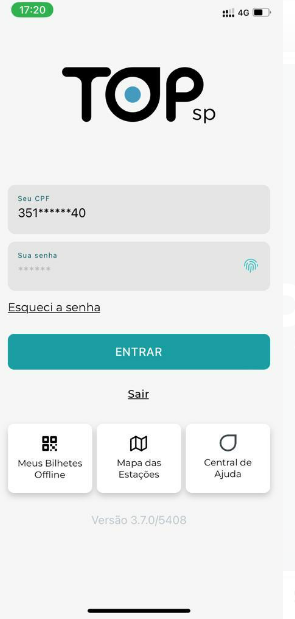 17:20
4G
TOP
sp
Seu CPF
351******40
Sua senha
******
Esqueci a senha
ENTRAR
Sair
Meus Bilhetes
Offline
Mapa das
Estações
Central de
Ajuda
Versão 3.7.0/5408